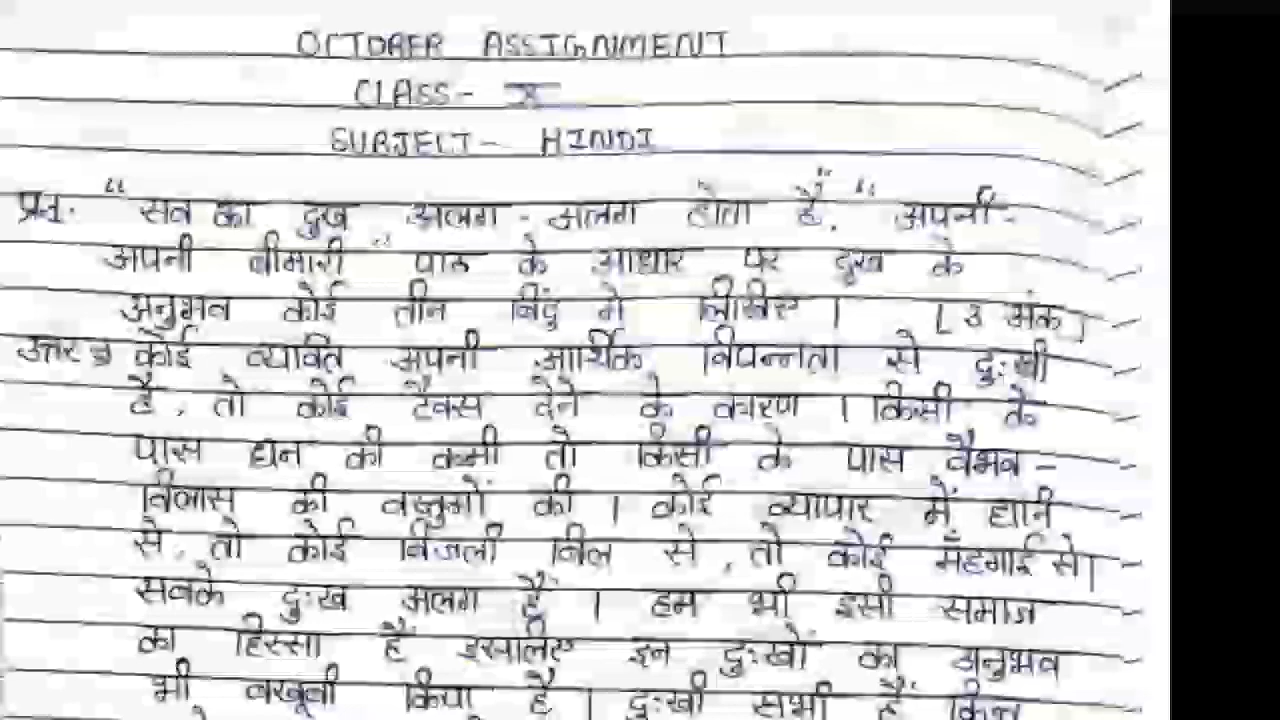 OCTOBER ASSIGNMENT
CLASS- X
SUBJECT- HINDI
प्रश्न. "सब का दुख अलग - अलग होता है." "अपनी-
अपनी बीमारी" पाठ के आधार पर दुख के
अनुभव कोई तीन बिंदु में लिखिए । [3 अंक]
उत्तर कोई व्यक्ति अपनी आर्थिक विपन्नता से दुःखी
है, तो कोई टैक्स देने के कारण । किसी के
पास धन की कमी तो किसी के पास वैभव -
विलास की वस्तुओं की । कोई व्यापार में हानि
से, तो कोई बिजली बिल से, तो कोई मँहगाई से।
सबके दुःख अलग है । हम भी इसी समाज
का हिस्सा है इसलिए इन दुःखों का अनुभव
भी बखूबी किया है । दुःखी सभी हैं